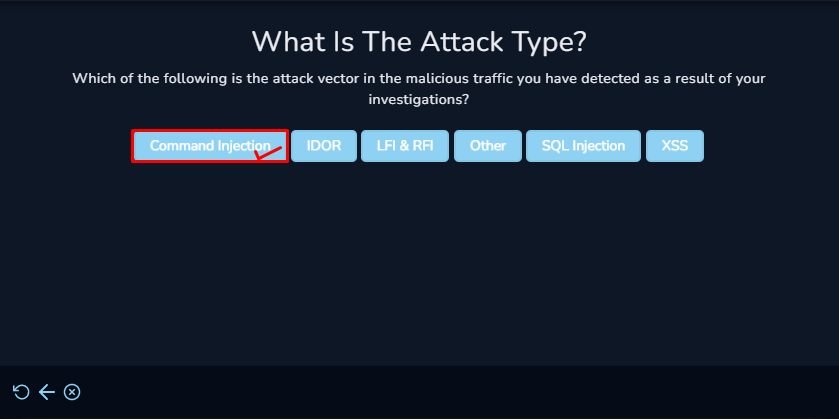 What Is The Attack Type?
Which of the following is the attack vector in the malicious traffic you have detected as a result of your
investigations?
Command Injection IDOR LFI & RFI Other SQL Injection XSS